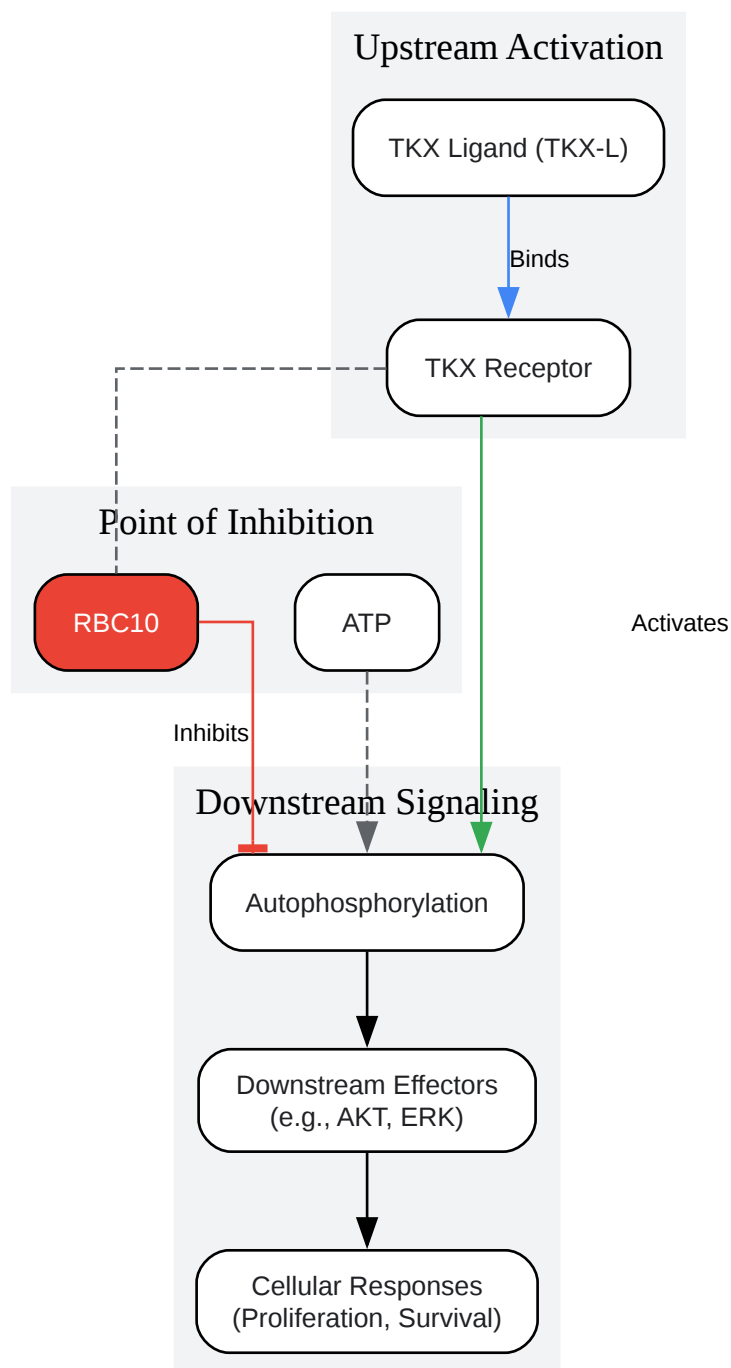 Upstream Activation
TKX Ligand (TKX-L)
Binds
TKX Receptor
Point of Inhibition
RBC10
ATP
Activates
Inhibits
Downstream Signaling
Autophosphorylation
Downstream Effectors
(e.g., AKT, ERK)
Cellular Responses
(Proliferation, Survival)